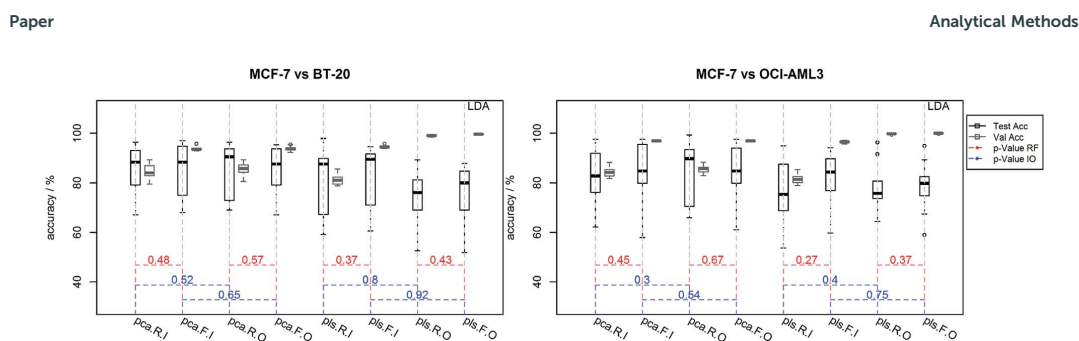 Paper
Analytical Methods
MCF-7 vs BT-20
LDA
accuracy / %
100
80
60
40
0.48
0.57
0.37
0.43
0.52
0.8
0.65
0.92
pca.R.I
pca.F.I
pca.R.O
pca.F.O
pls.R.I
pls.F.I
pls.R.O
pls.F.O
MCF-7 vs OCI-AML3
LDA
accuracy / %
100
80
60
40
0.45
0.67
0.27
0.37
0.3
0.4
0.54
0.75
pca.R.I
pca.F.I
pca.R.O
pca.F.O
pls.R.I
pls.F.I
pls.R.O
pls.F.O
Test Acc
Val Acc
p-Value RF
p-Value IO